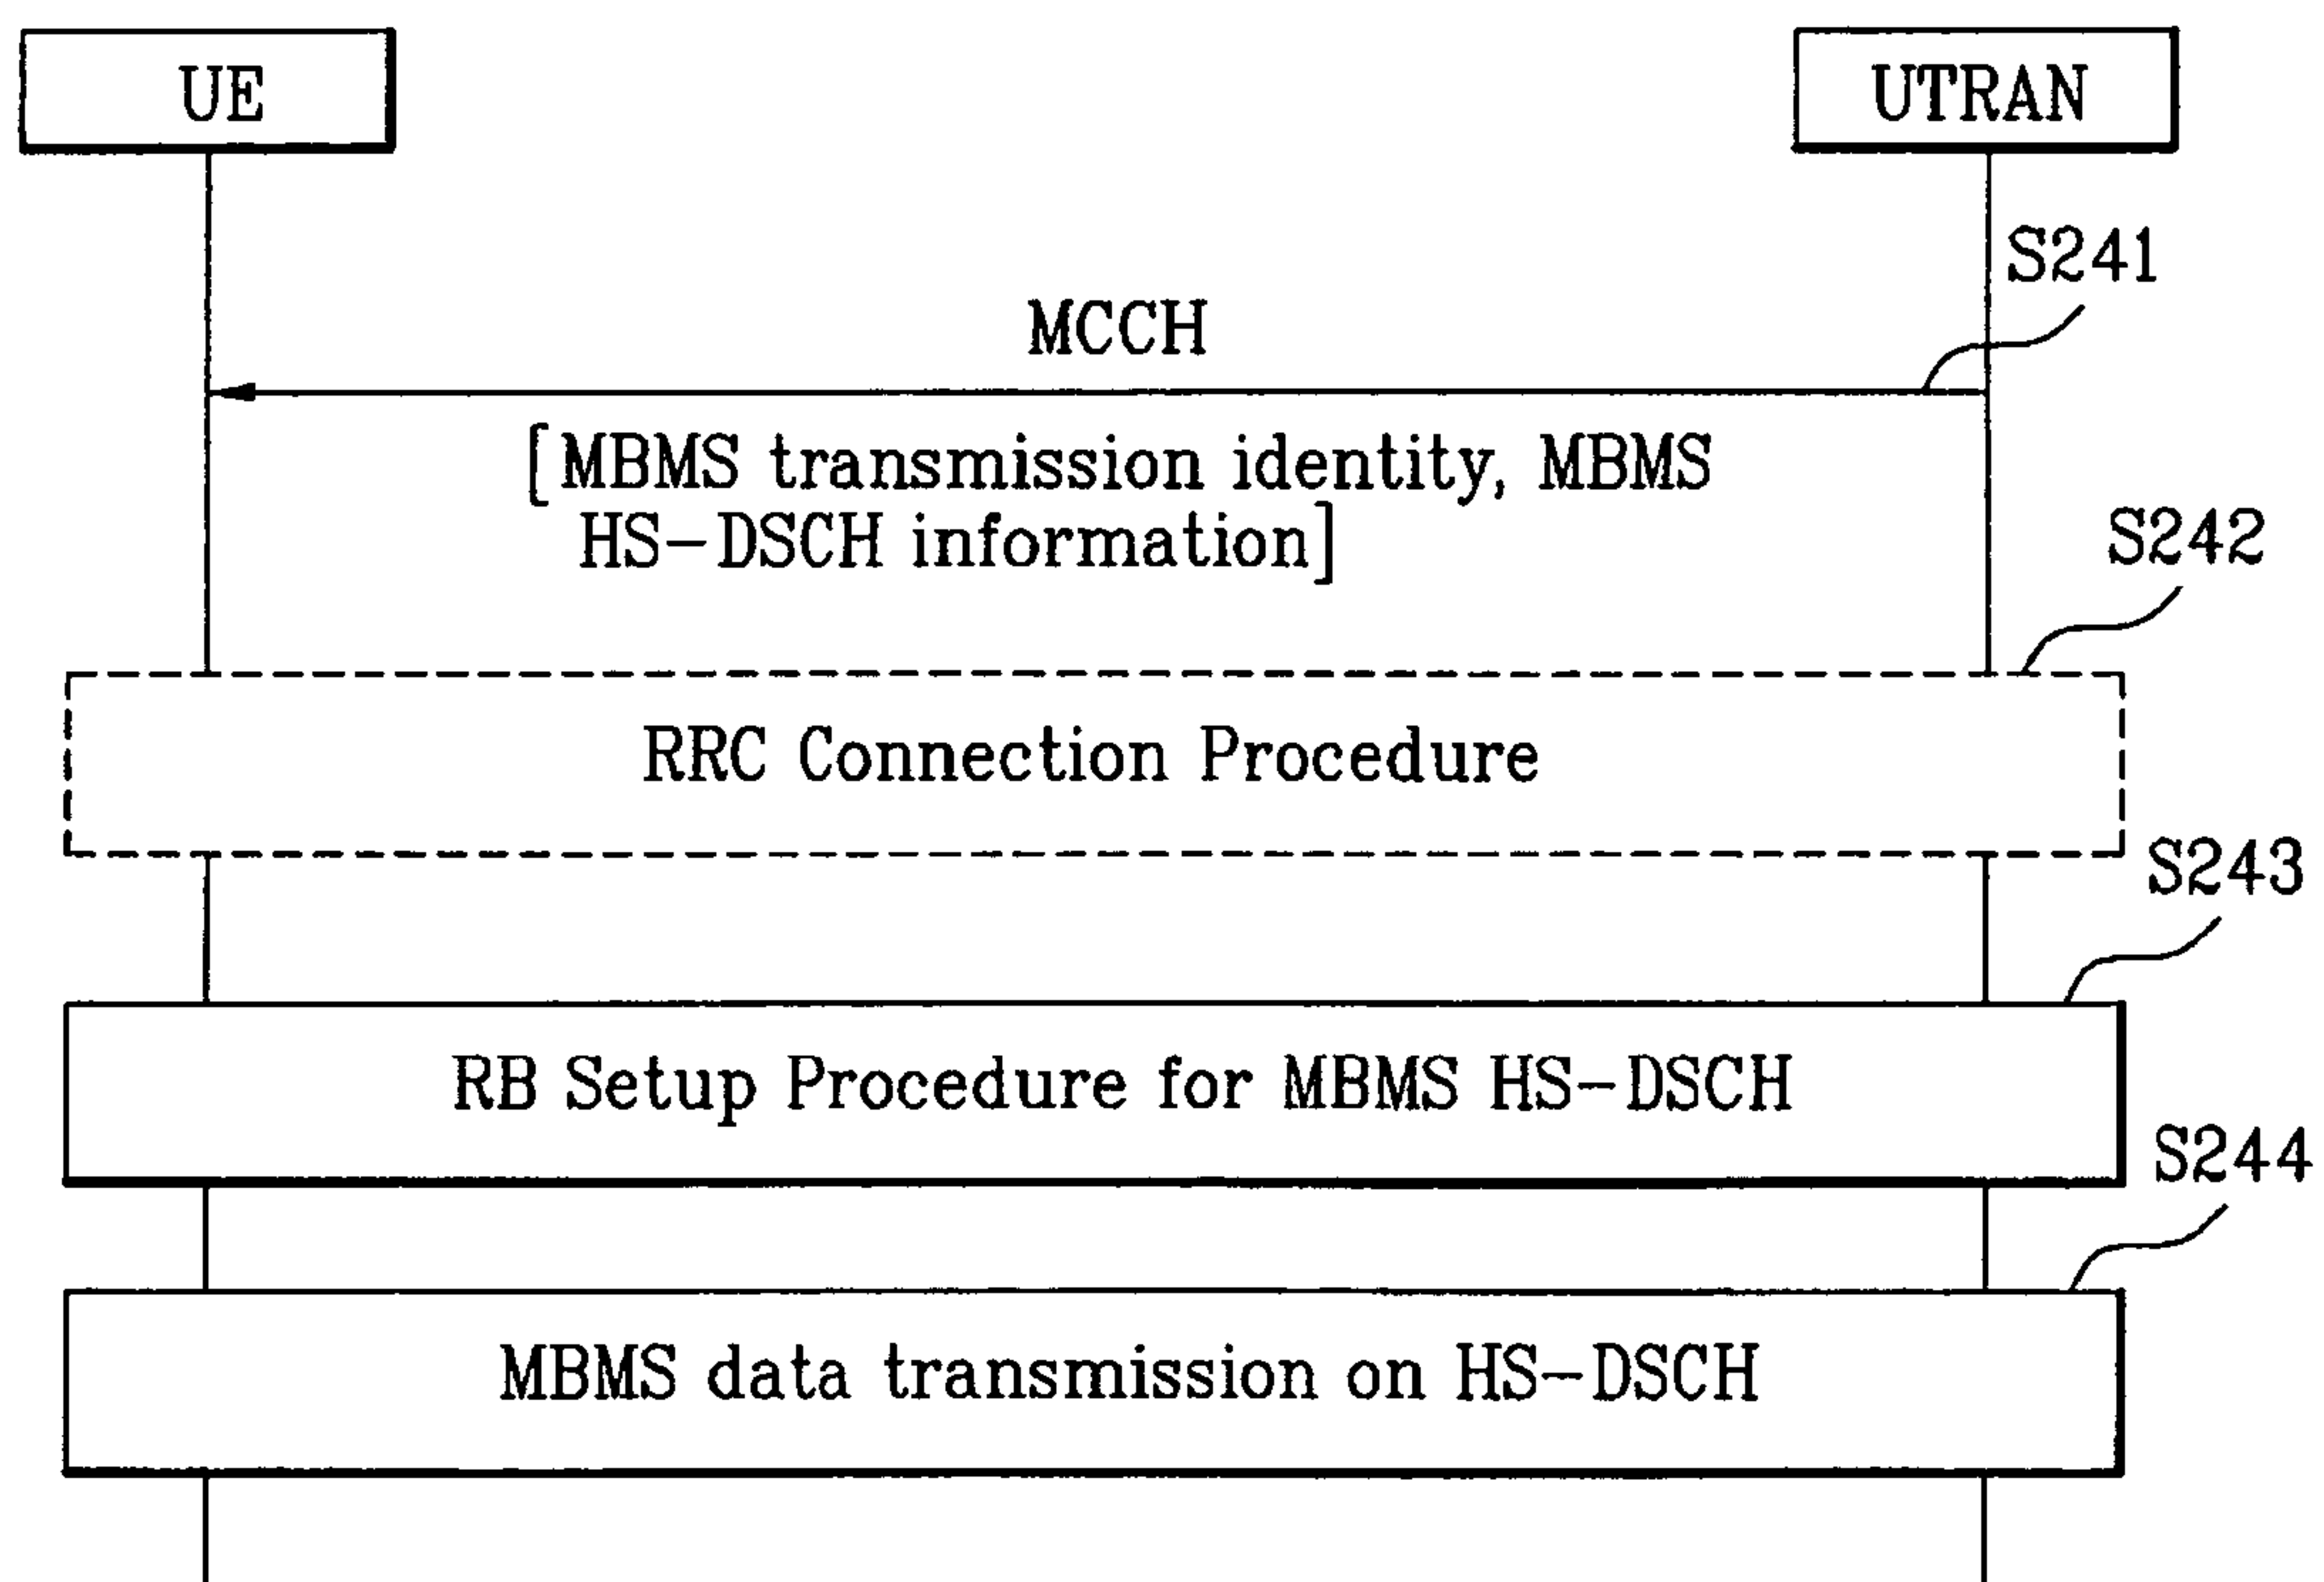 UE
UTRAN
S241
MCCH
[MBMS transmission identity, MBMS
HS-DSCH information]
S242
RRC Connection Procedure
S243
RB Setup Procedure for MBMS HS-DSCH
S244
MBMS data transmission on HS-DSCH